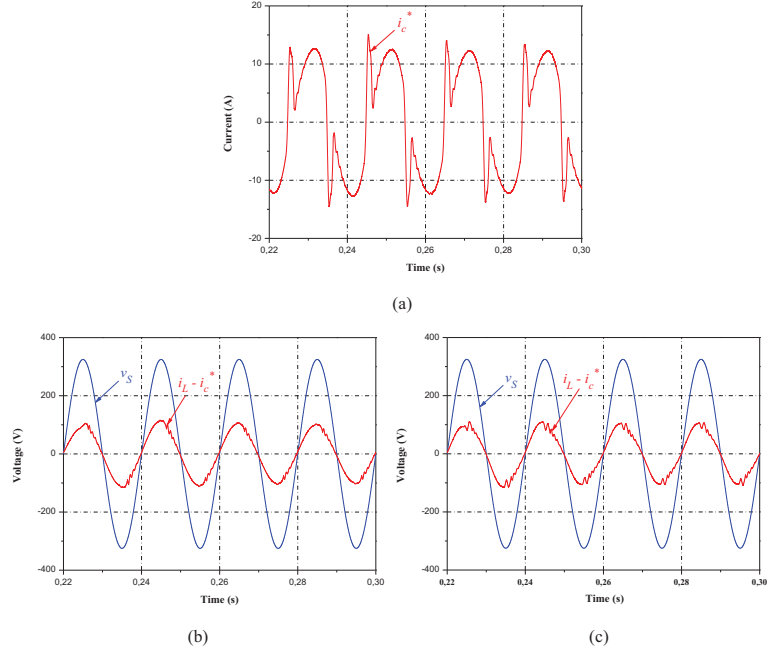 20
10
0
-10
-20
Current (A)
i_c*
0,22
0,24
0,26
0,28
0,30
Time (s)
(a)
400
200
0
-200
-400
Voltage (V)
v_S
i_L - i_c*
0,22
0,24
0,26
0,28
0,30
Time (s)
(b)
400
200
0
-200
-400
Voltage (V)
v_S
i_L - i_c*
0,22
0,24
0,26
0,28
0,30
Time (s)
(c)